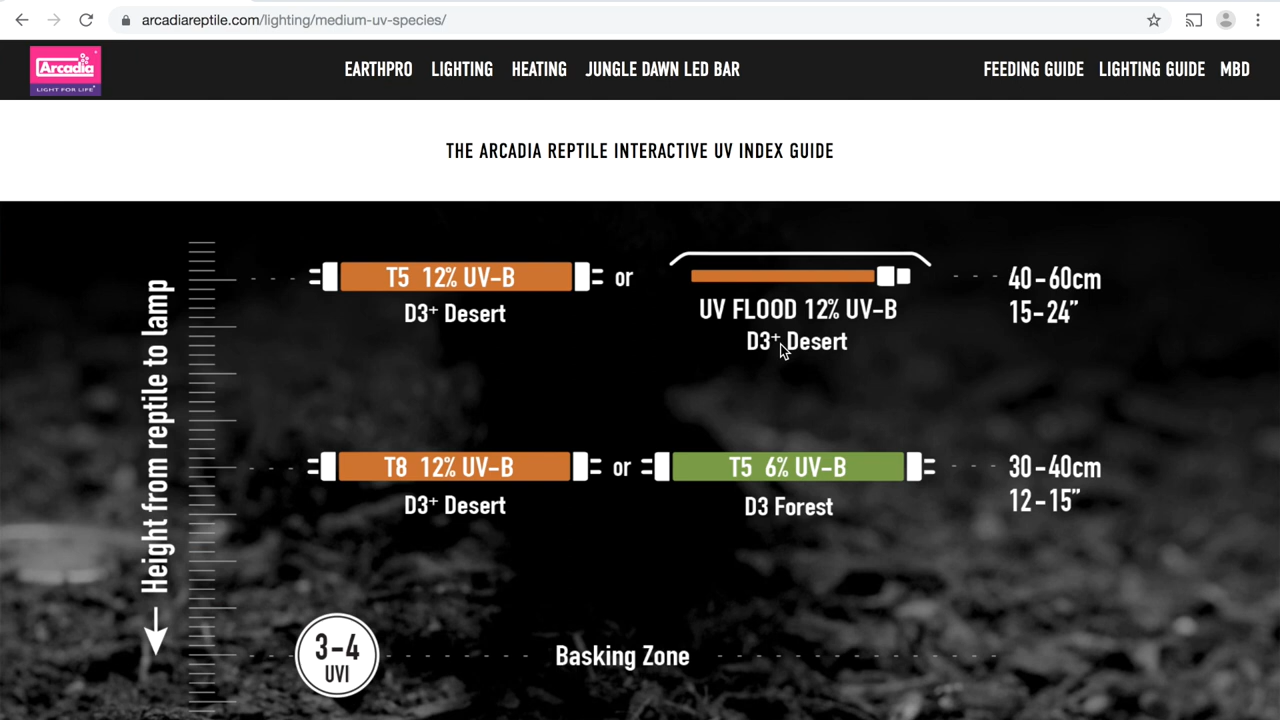 arcadiareptile.com/lighting/medium-uv-species/
Arcadia
LIGHT FOR LIFE
EARTHPRO LIGHTING HEATING JUNGLE DAWN LED BAR FEEDING GUIDE LIGHTING GUIDE MBD
THE ARCADIA REPTILE INTERACTIVE UV INDEX GUIDE
Height from reptile to lamp
T5 12% UV-B or
D3+ Desert
UV FLOOD 12% UV-B
D3+ Desert
40-60cm
15-24”
T8 12% UV-B or T5 6% UV-B
D3+ Desert
D3 Forest
30-40cm
12-15”
3-4
UVI
Basking Zone